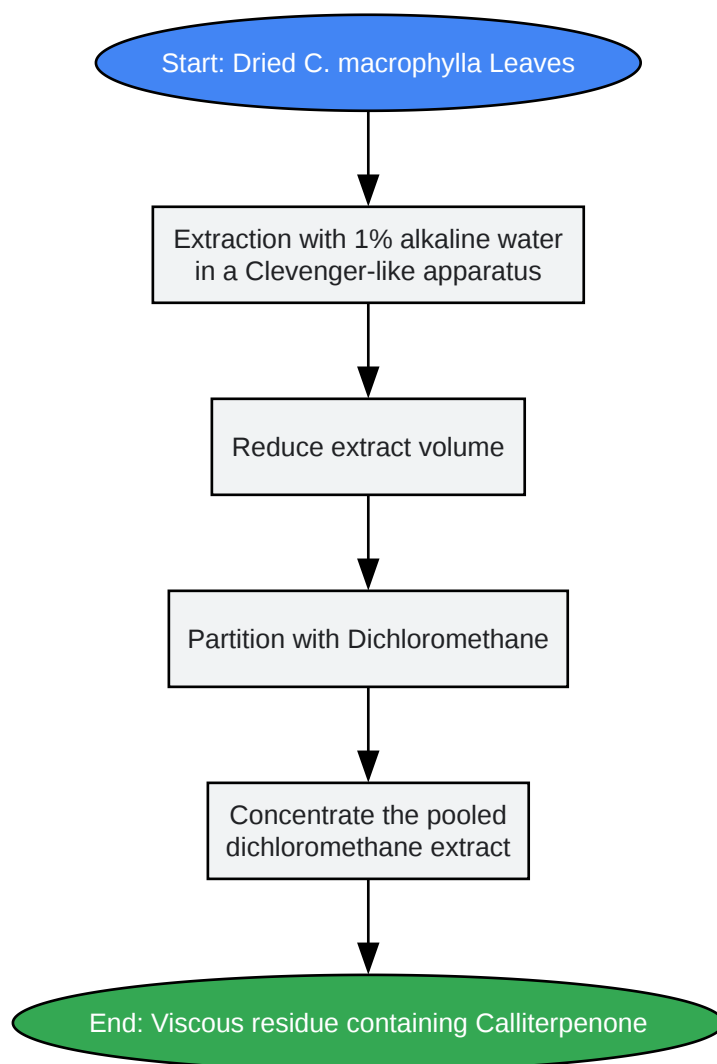 Start: Dried C. macrophylla Leaves
Extraction with 1% alkaline water
in a Clevenger-like apparatus
Reduce extract volume
Partition with Dichloromethane
Concentrate the pooled
dichloromethane extract
End: Viscous residue containing Calliterpenone